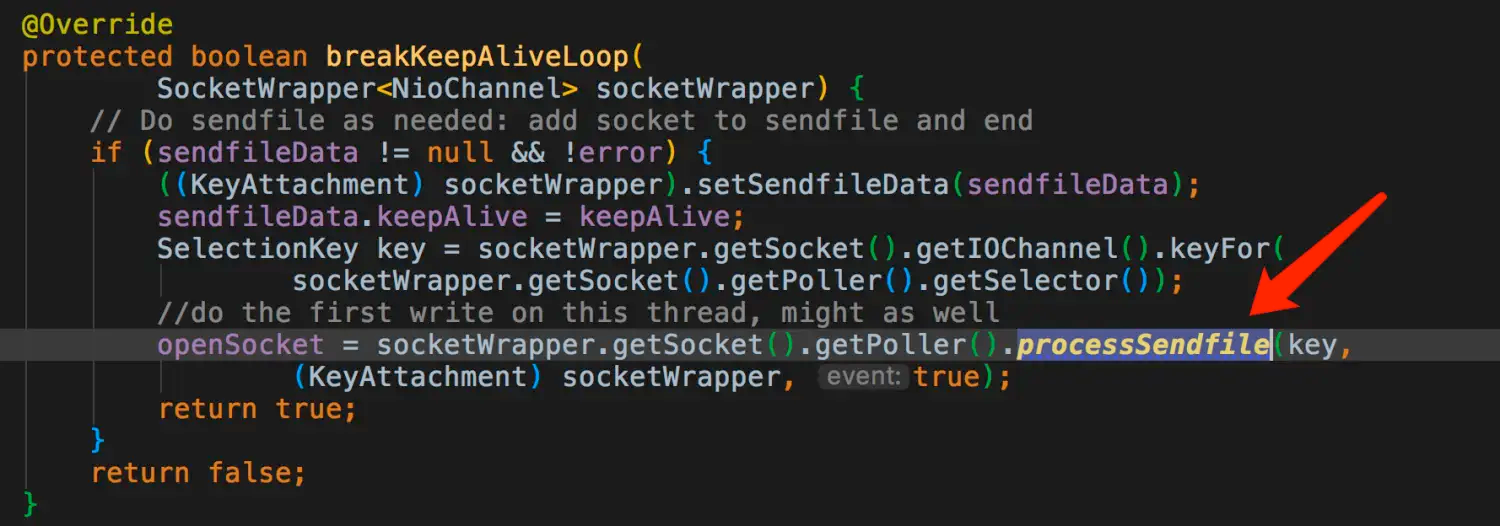 @Override
protected boolean breakKeepAliveLoop(
SocketWrapper<NioChannel> socketWrapper) {
// Do sendfile as needed: add socket to sendfile and end
if (sendfileData != null && !error) {
((KeyAttachment) socketWrapper).setSendfileData(sendfileData);
sendfileData.keepAlive = keepAlive;
SelectionKey key = socketWrapper.getSocket().getIOChannel().keyFor(
socketWrapper.getSocket().getPoller().getSelector());
//do the first write on this thread, might as well
openSocket = socketWrapper.getSocket().getPoller().processSendfile(key,
(KeyAttachment) socketWrapper, event: true);
return true;
}
return false;
}